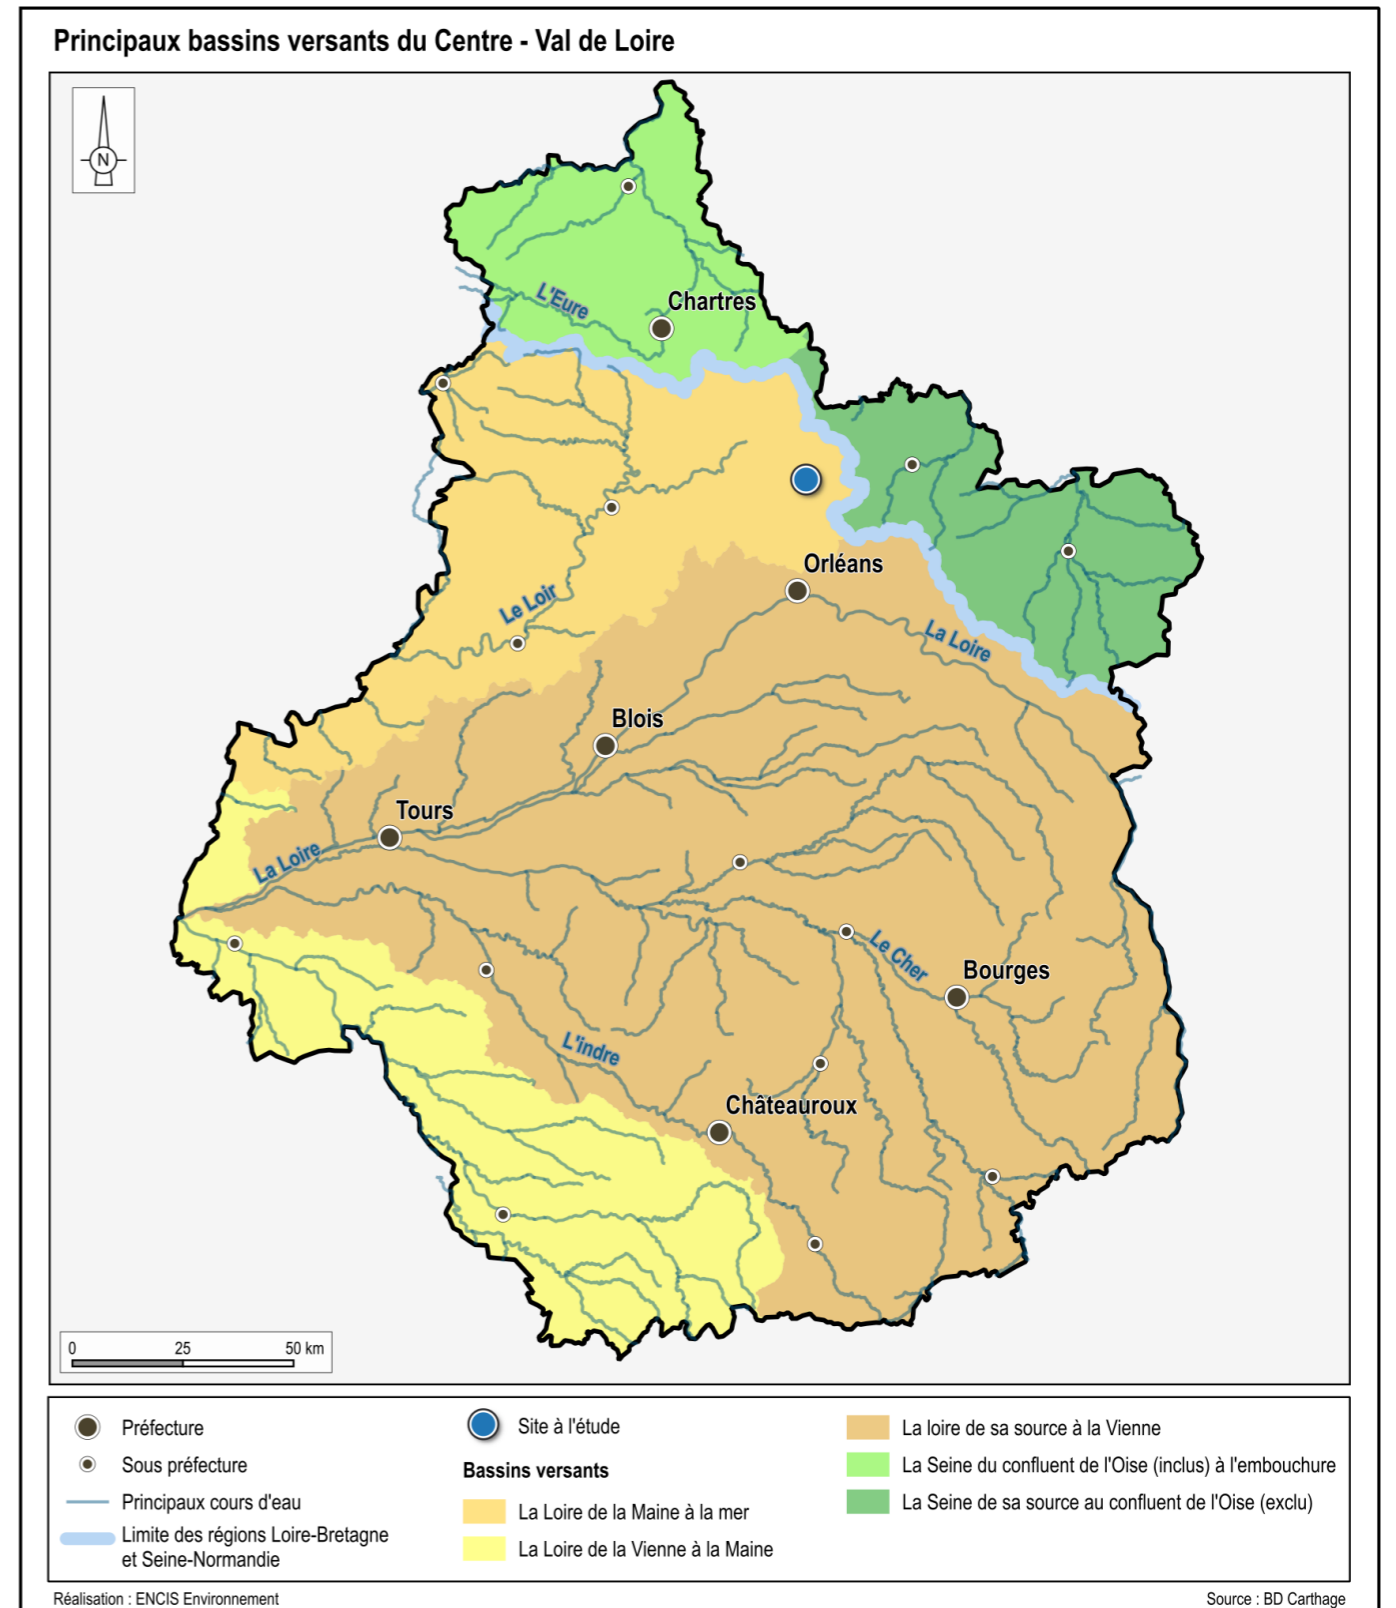 Principaux bassins versants du Centre - Val de Loire
N
L'Eure
Chartres
Orléans
Le Loir
La Loire
Blois
Tours
La Loire
Le Cher
Bourges
L'indre
Châteauroux
0 25 50 km
Préfecture
Sous préfecture
Principaux cours d'eau
Limite des régions Loire-Bretagne
et Seine-Normandie
Site à l'étude
Bassins versants
La Loire de la Maine à la mer
La Loire de la Vienne à la Maine
La loire de sa source à la Vienne
La Seine du confluent de l'Oise (inclus) à l'embouchure
La Seine de sa source au confluent de l'Oise (exclu)
Réalisation : ENCIS Environnement
Source : BD Carthage